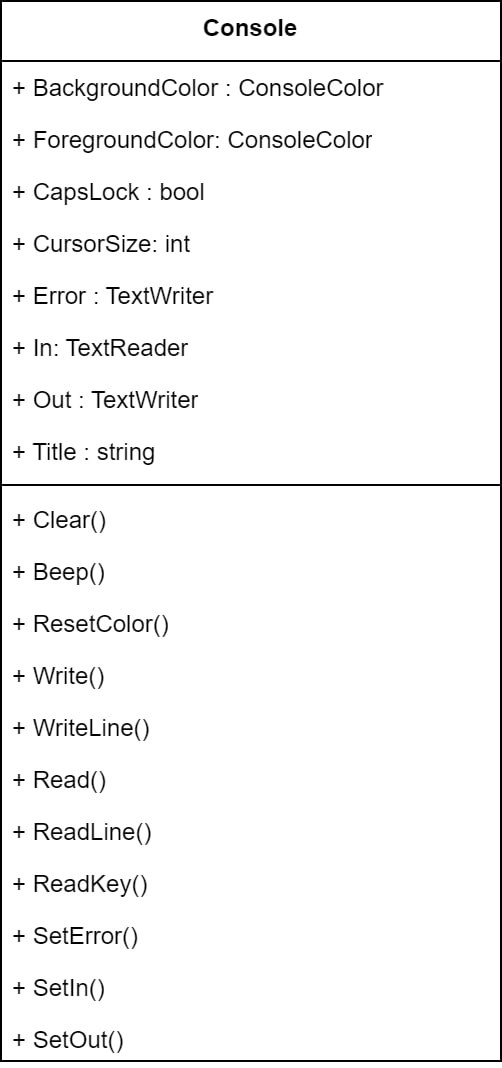 Console
+ BackgroundColor : ConsoleColor
+ ForegroundColor: ConsoleColor
+ CapsLock : bool
+ CursorSize: int
+ Error : TextWriter
+ In: TextReader
+ Out : TextWriter
+ Title : string
+ Clear()
+ Beep()
+ ResetColor()
+ Write()
+ WriteLine()
+ Read()
+ ReadLine()
+ ReadKey()
+ SetError()
+ SetIn()
+ SetOut()